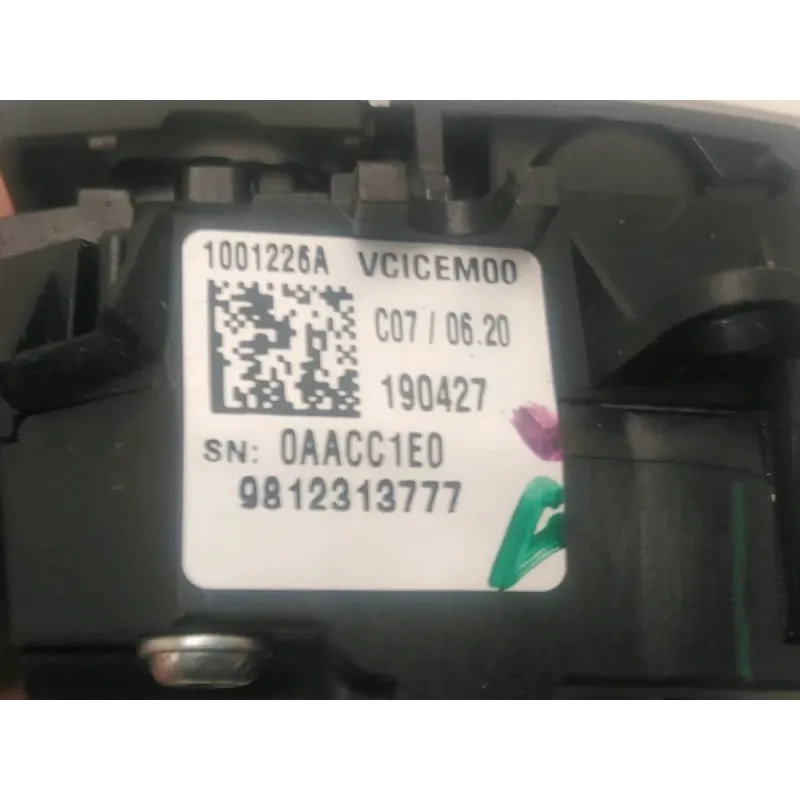 1001226A VCICEM00
C07 / 06.20
190427
SN: 0AACC1E0
9812313777